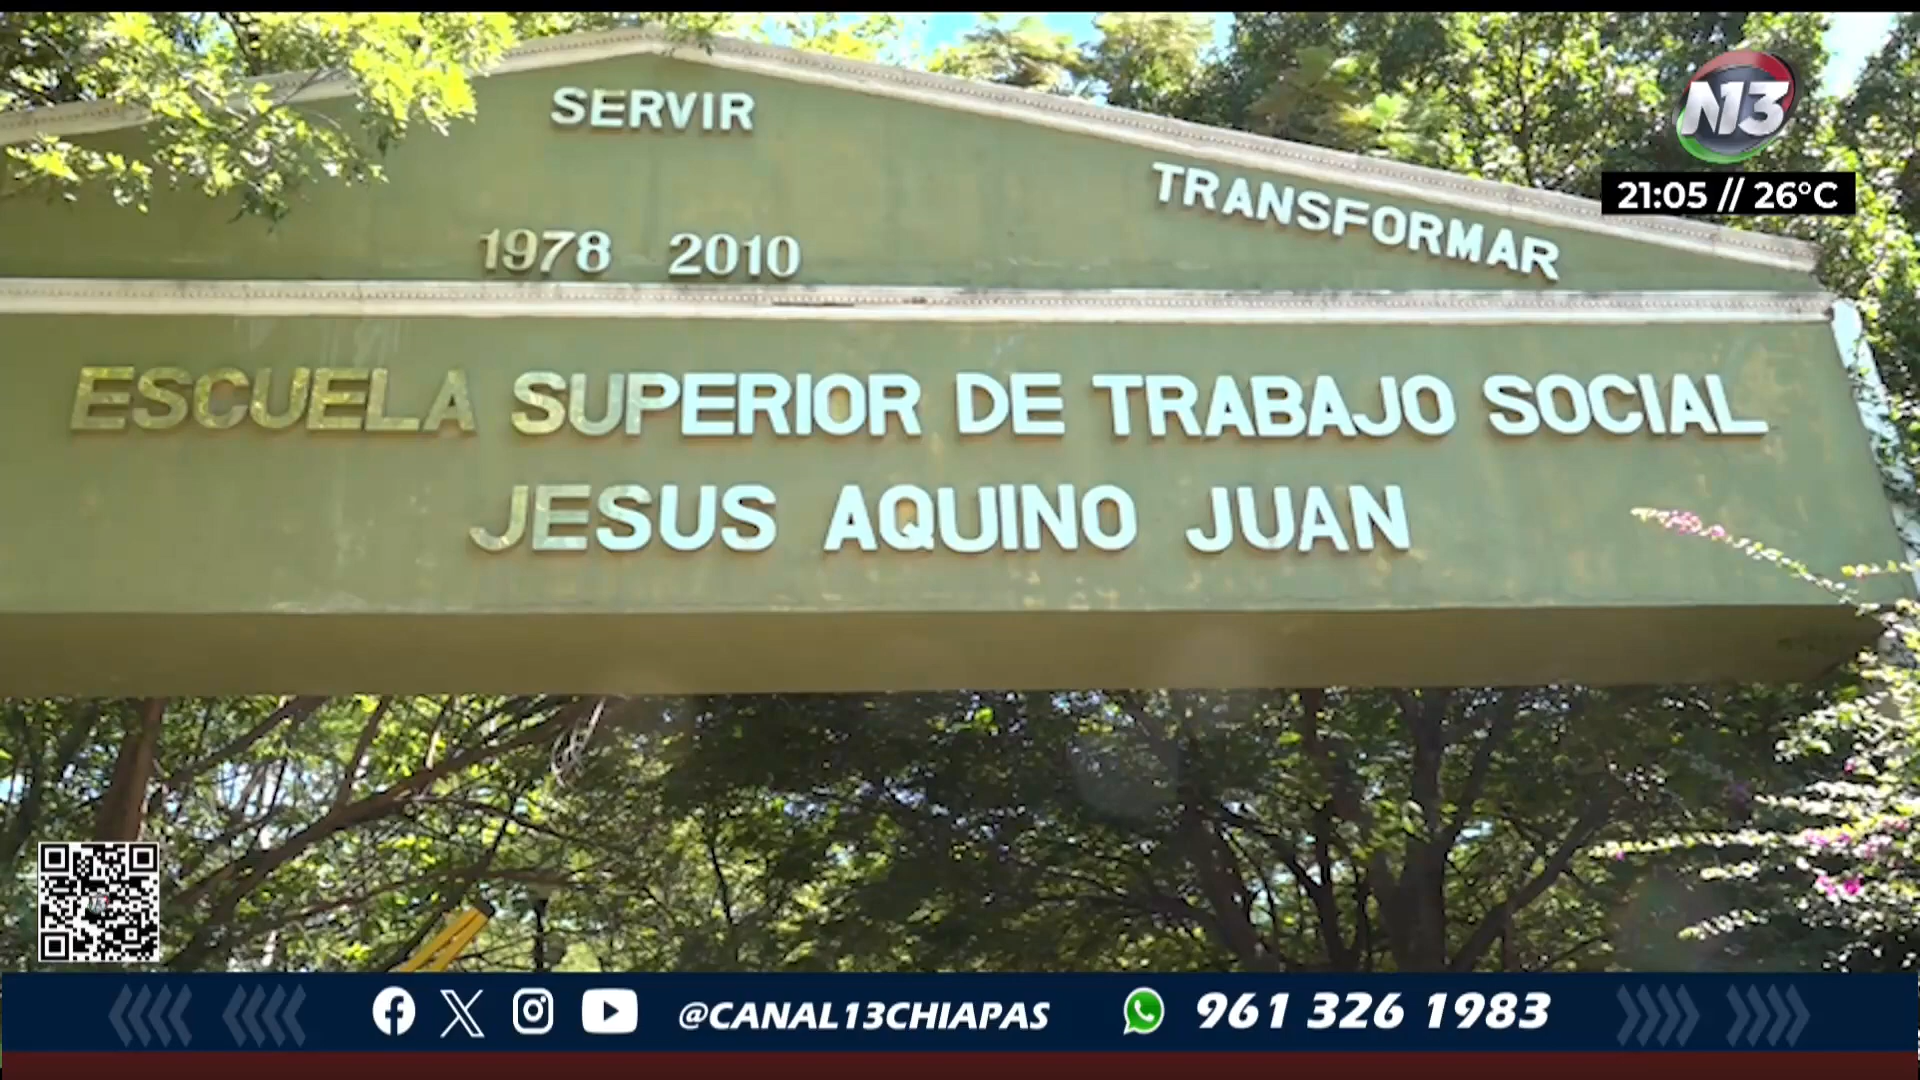 SERVIR
TRANSFORMAR
1978 2010
ESCUELA SUPERIOR DE TRABAJO SOCIAL
JESUS AQUINO JUAN
N13
21:05 // 26°C
@CANAL13CHIAPAS
961 326 1983